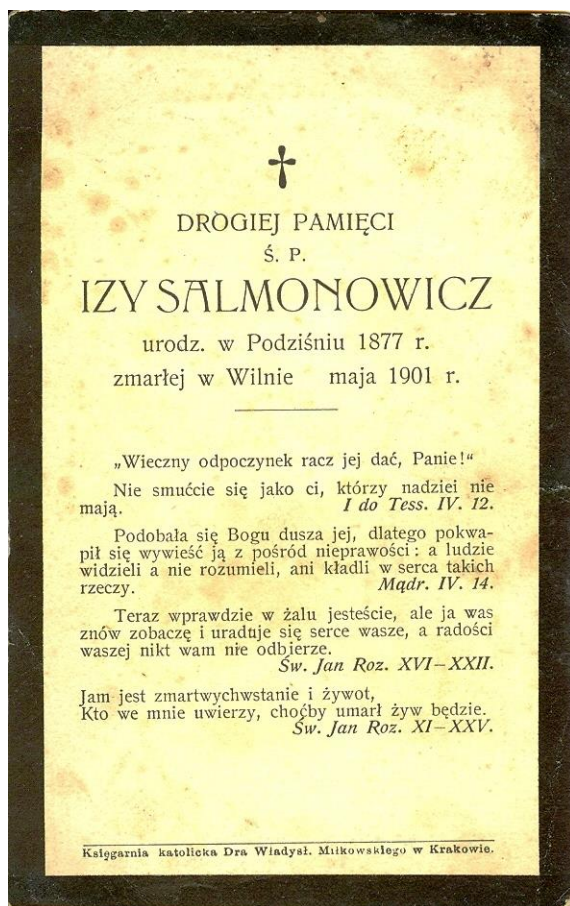 DROGIEJ PAMIĘCI
Ś. P.
IZY SALMONOWICZ
urodz. w Podziśniu 1877 r.
zmarłej w Wilnie maja 1901 r.
„Wieczny odpoczynek racz jej dać, Panie!“
Nie smućcie się jako ci, którzy nadziei nie
mają. I do Tess. IV. 12.
Podobała się Bogu dusza jej, dlatego pokwa-
pił się wywieść ją z pośród nieprawości: a ludzie
widzieli a nie rozumieli, ani kładli w serca takich
rzeczy. Mądr. IV. 14.
Teraz wprawdzie w żalu jesteście, ale ja was
znów zobaczę i uraduje się serce wasze, a radości
waszej nikt wam nie odbierze.
Św. Jan Roz. XVI–XXII.
Jam jest zmartwychwstanie i żywot,
Kto we mnie uwierzy, choćby umarł żyw będzie.
Św. Jan Roz. XI–XXV.
Księgarnia katolicka Dra Władysł. Miłkowskiego w Krakowie.